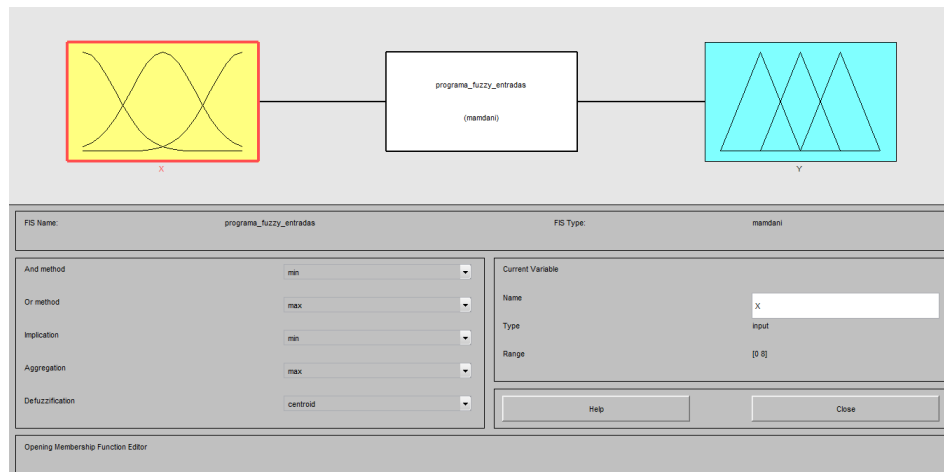 programa_fuzzy_entradas
(mamdani)
X
Y
FIS Name: programa_fuzzy_entradas FIS Type: mamdani
And method min
Or method max
Implication min
Aggregation max
Defuzzification centroid
Current Variable
Name X
Type input
Range [0 8]
Help Close
Opening Membership Function Editor